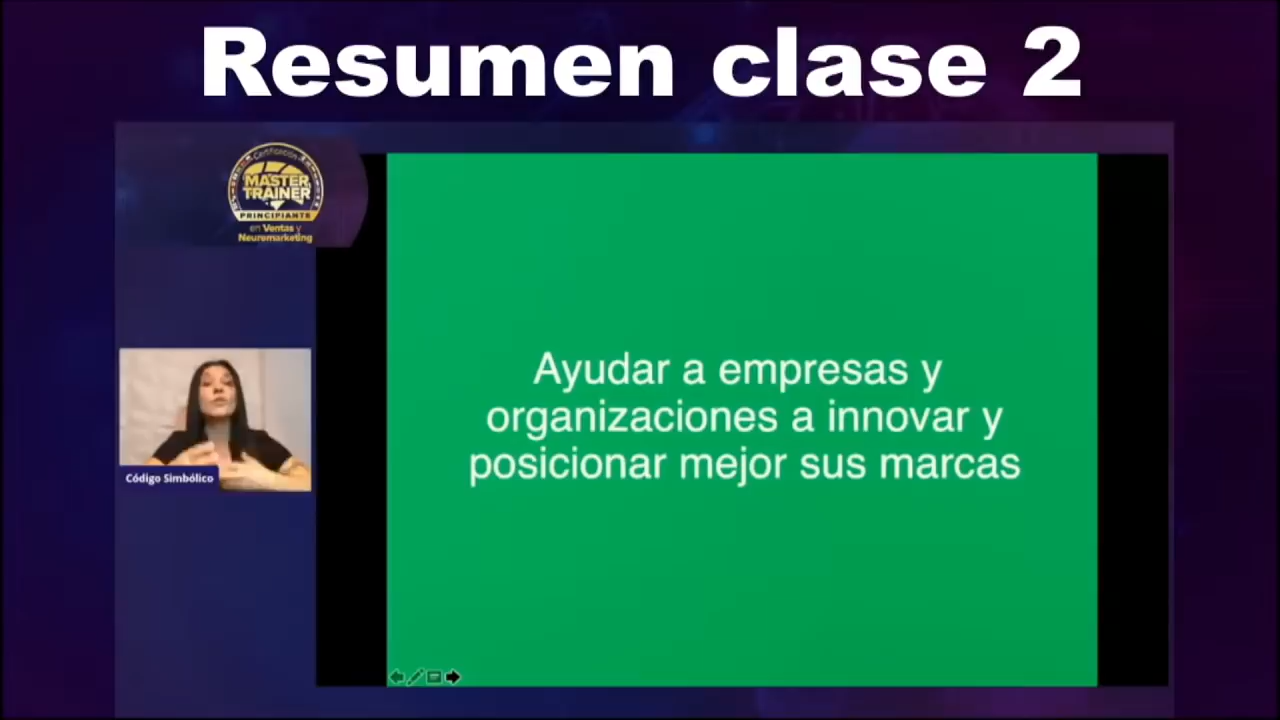 Resumen clase 2
Certificación
MASTER
TRAINER
PRINCIPIANTE
en Ventas y
Neuromarketing
Ayudar a empresas y
organizaciones a innovar y
posicionar mejor sus marcas
Código Simbólico